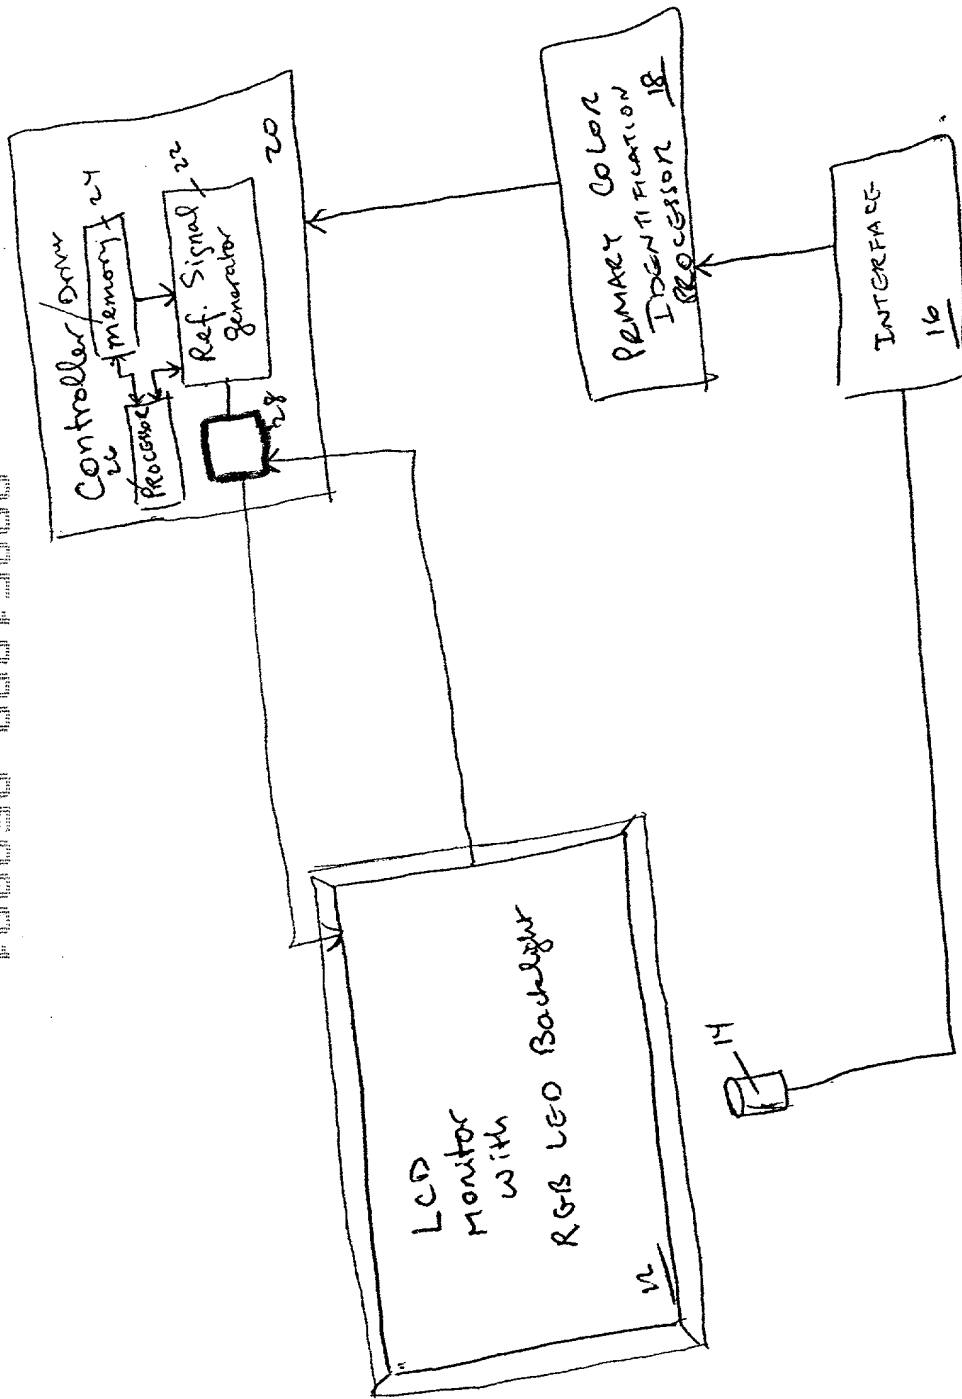 Controller/Driver
26
PROCESSOR
memory
24
Ref. Signal
generator
22
28
20
PRIMARY COLOR
IDENTIFICATION
PROCESSOR
18
INTERFACE
16
LCD
Monitor
with
RGB LED Backlight
12
14